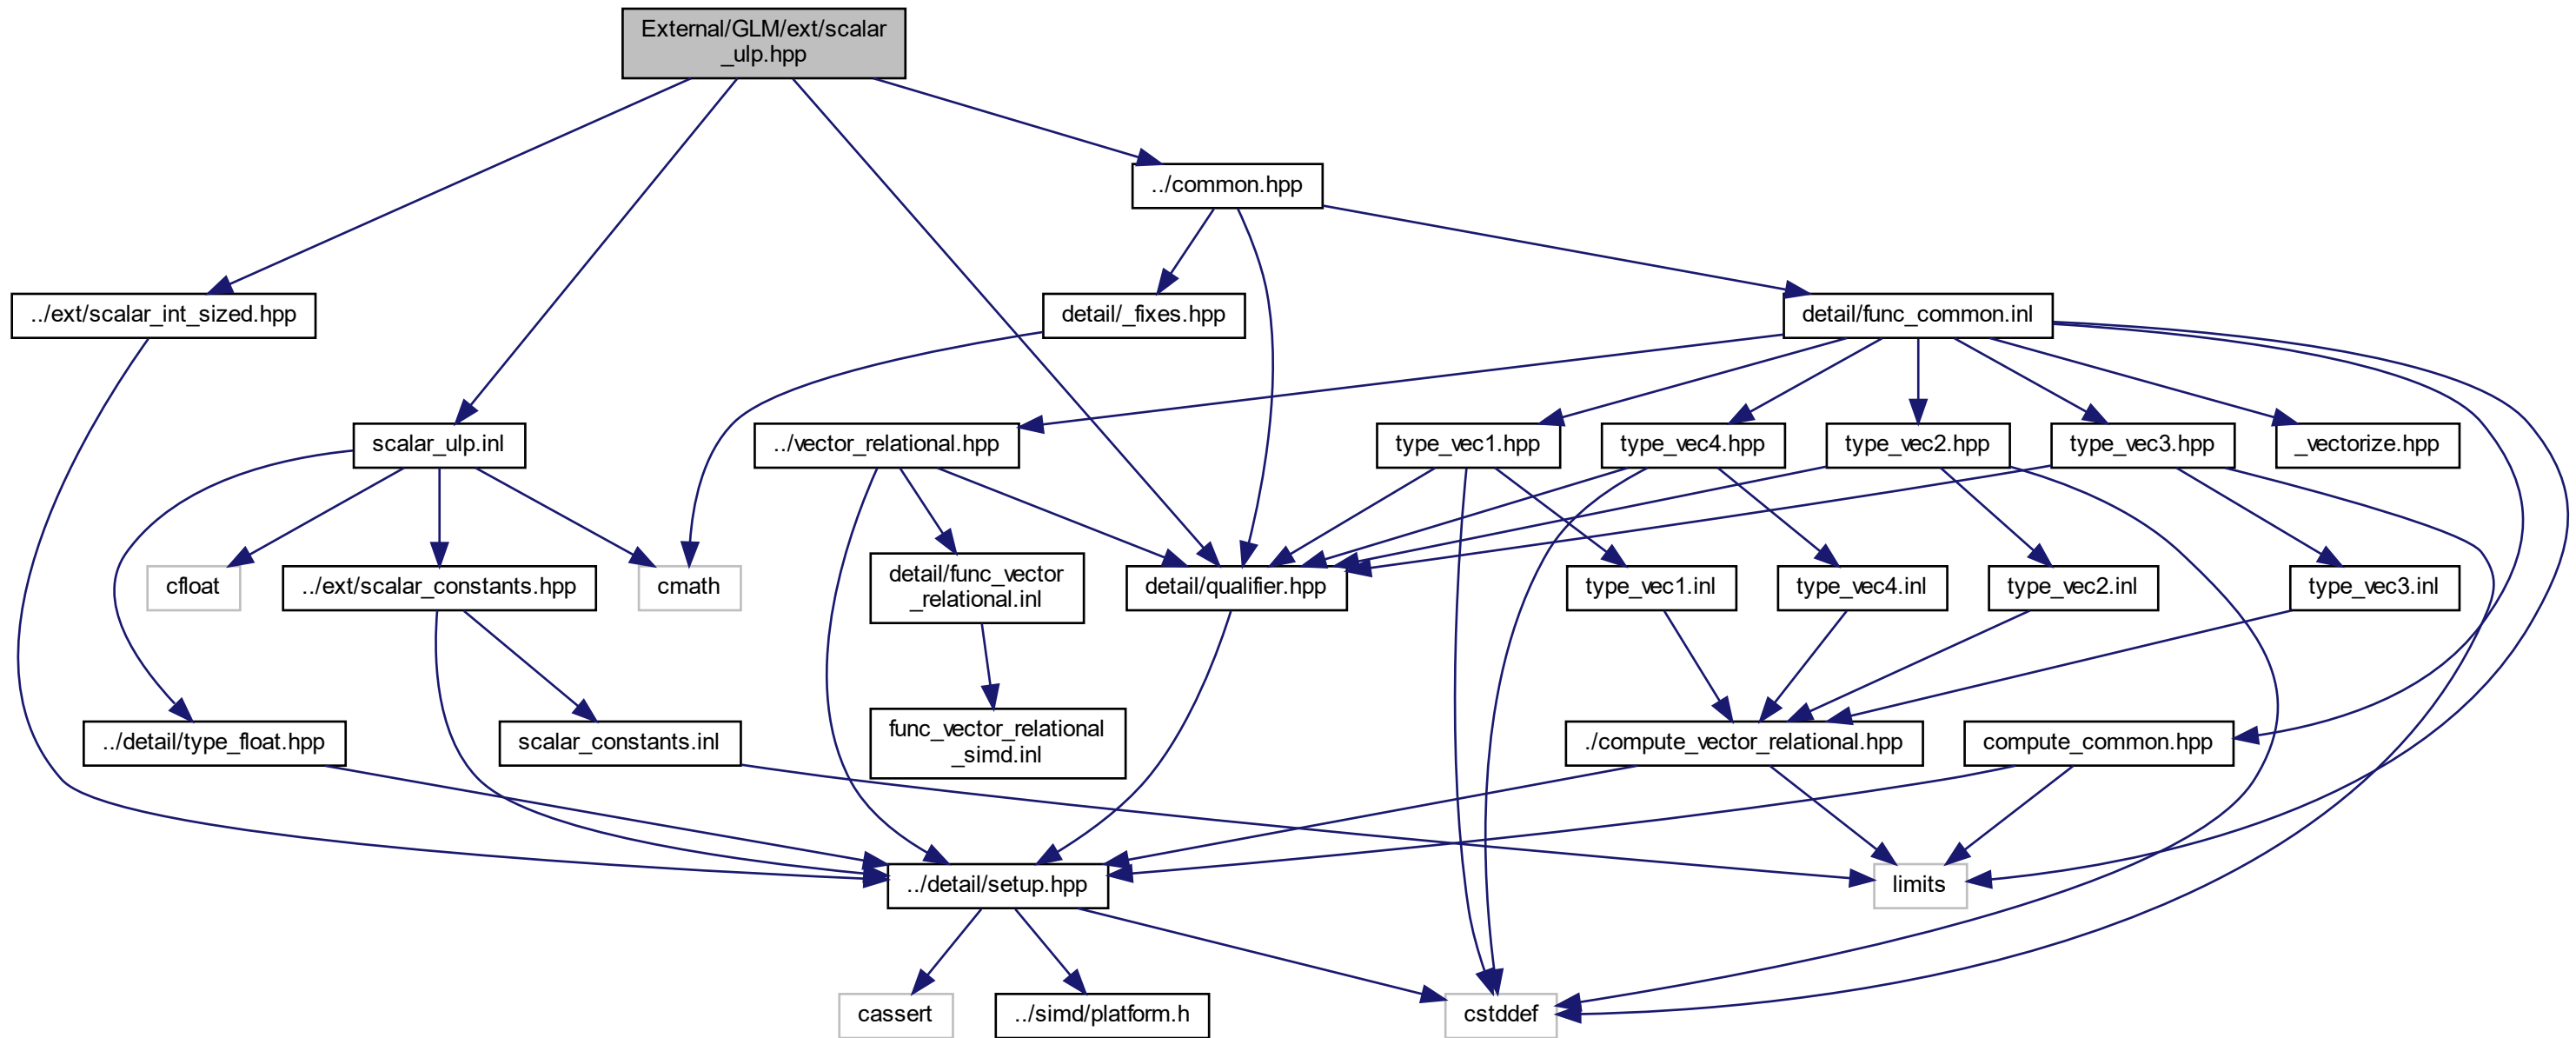 External/GLM/ext/scalar
_ulp.hpp
../common.hpp
../ext/scalar_int_sized.hpp
detail/_fixes.hpp
detail/func_common.inl
scalar_ulp.inl
../vector_relational.hpp
type_vec1.hpp
type_vec4.hpp
type_vec2.hpp
type_vec3.hpp
_vectorize.hpp
cfloat
../ext/scalar_constants.hpp
cmath
detail/func_vector
_relational.inl
detail/qualifier.hpp
type_vec1.inl
type_vec4.inl
type_vec2.inl
type_vec3.inl
../detail/type_float.hpp
scalar_constants.inl
func_vector_relational
_simd.inl
./compute_vector_relational.hpp
compute_common.hpp
../detail/setup.hpp
limits
cassert
../simd/platform.h
cstddef